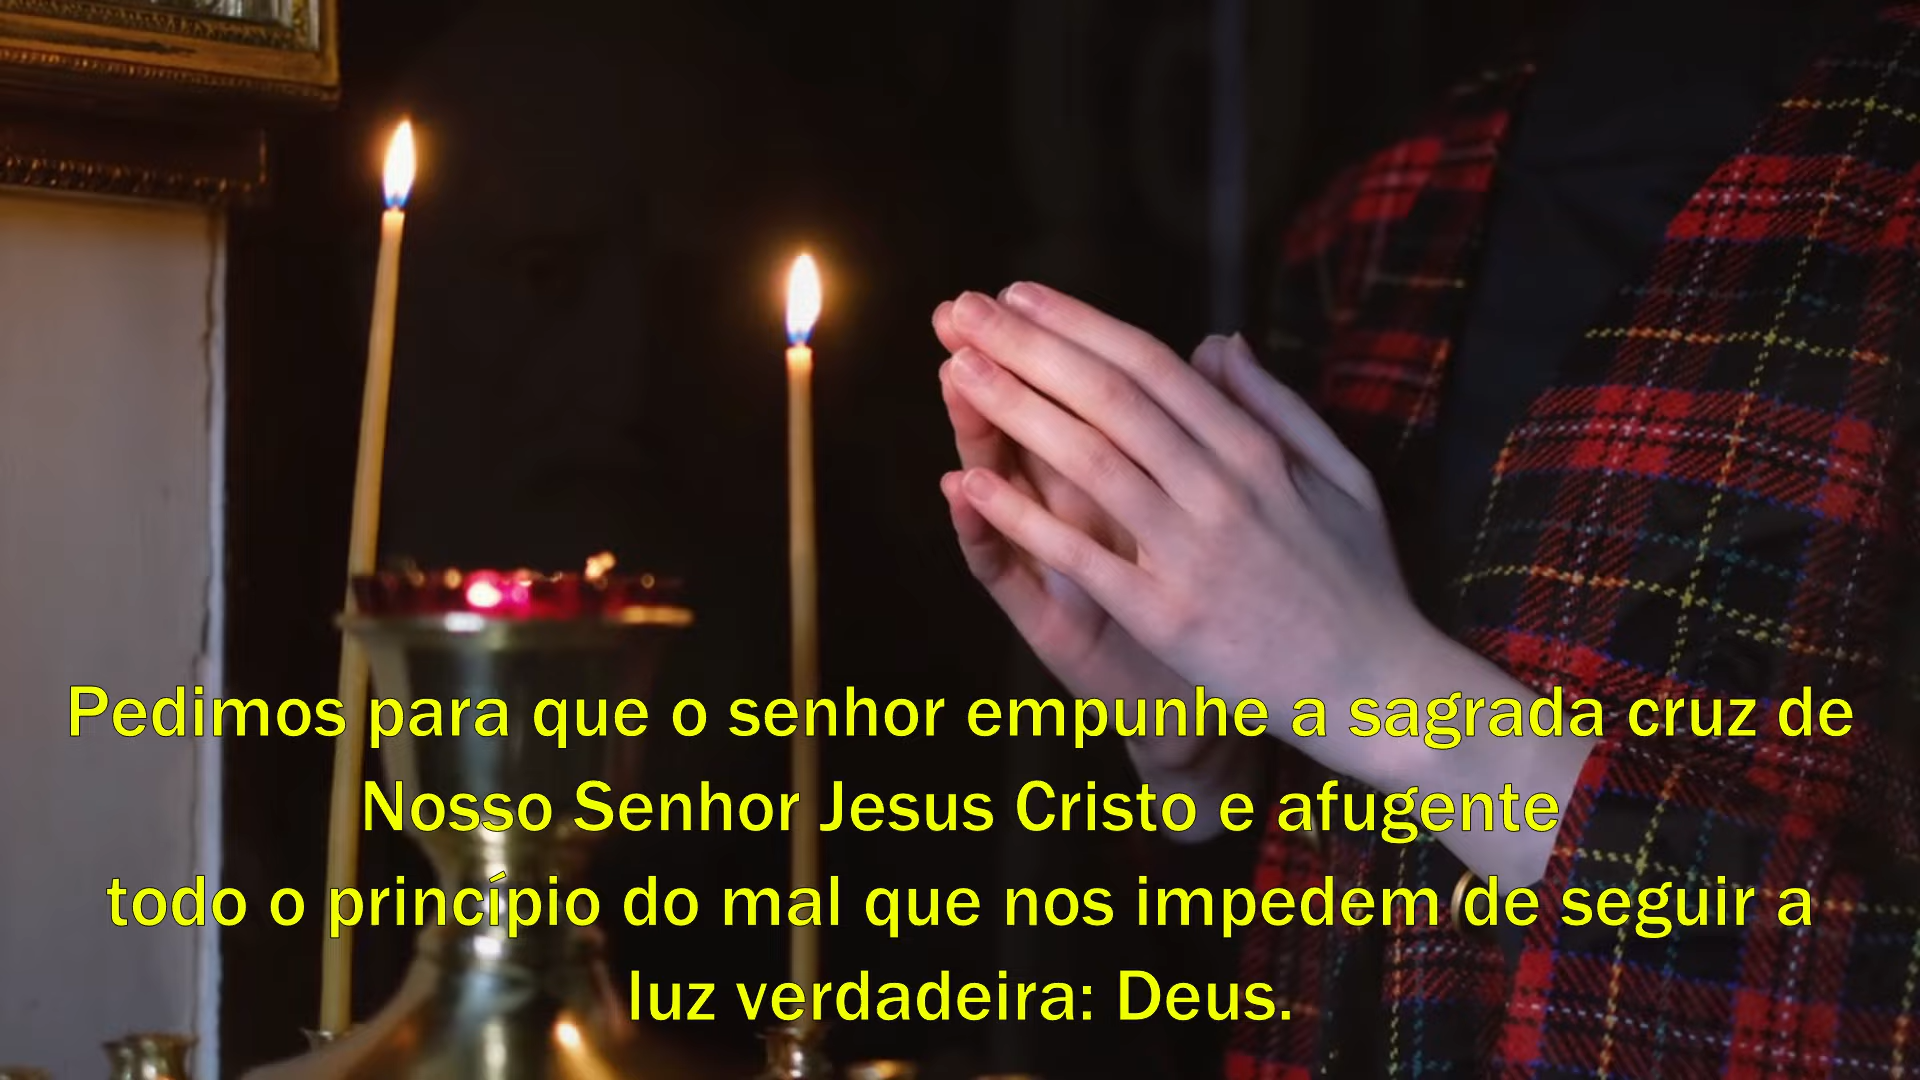 Pedimos para que o senhor empunhe a sagrada cruz de
Nosso Senhor Jesus Cristo e afugente
todo o princípio do mal que nos impedem de seguir a
luz verdadeira: Deus.